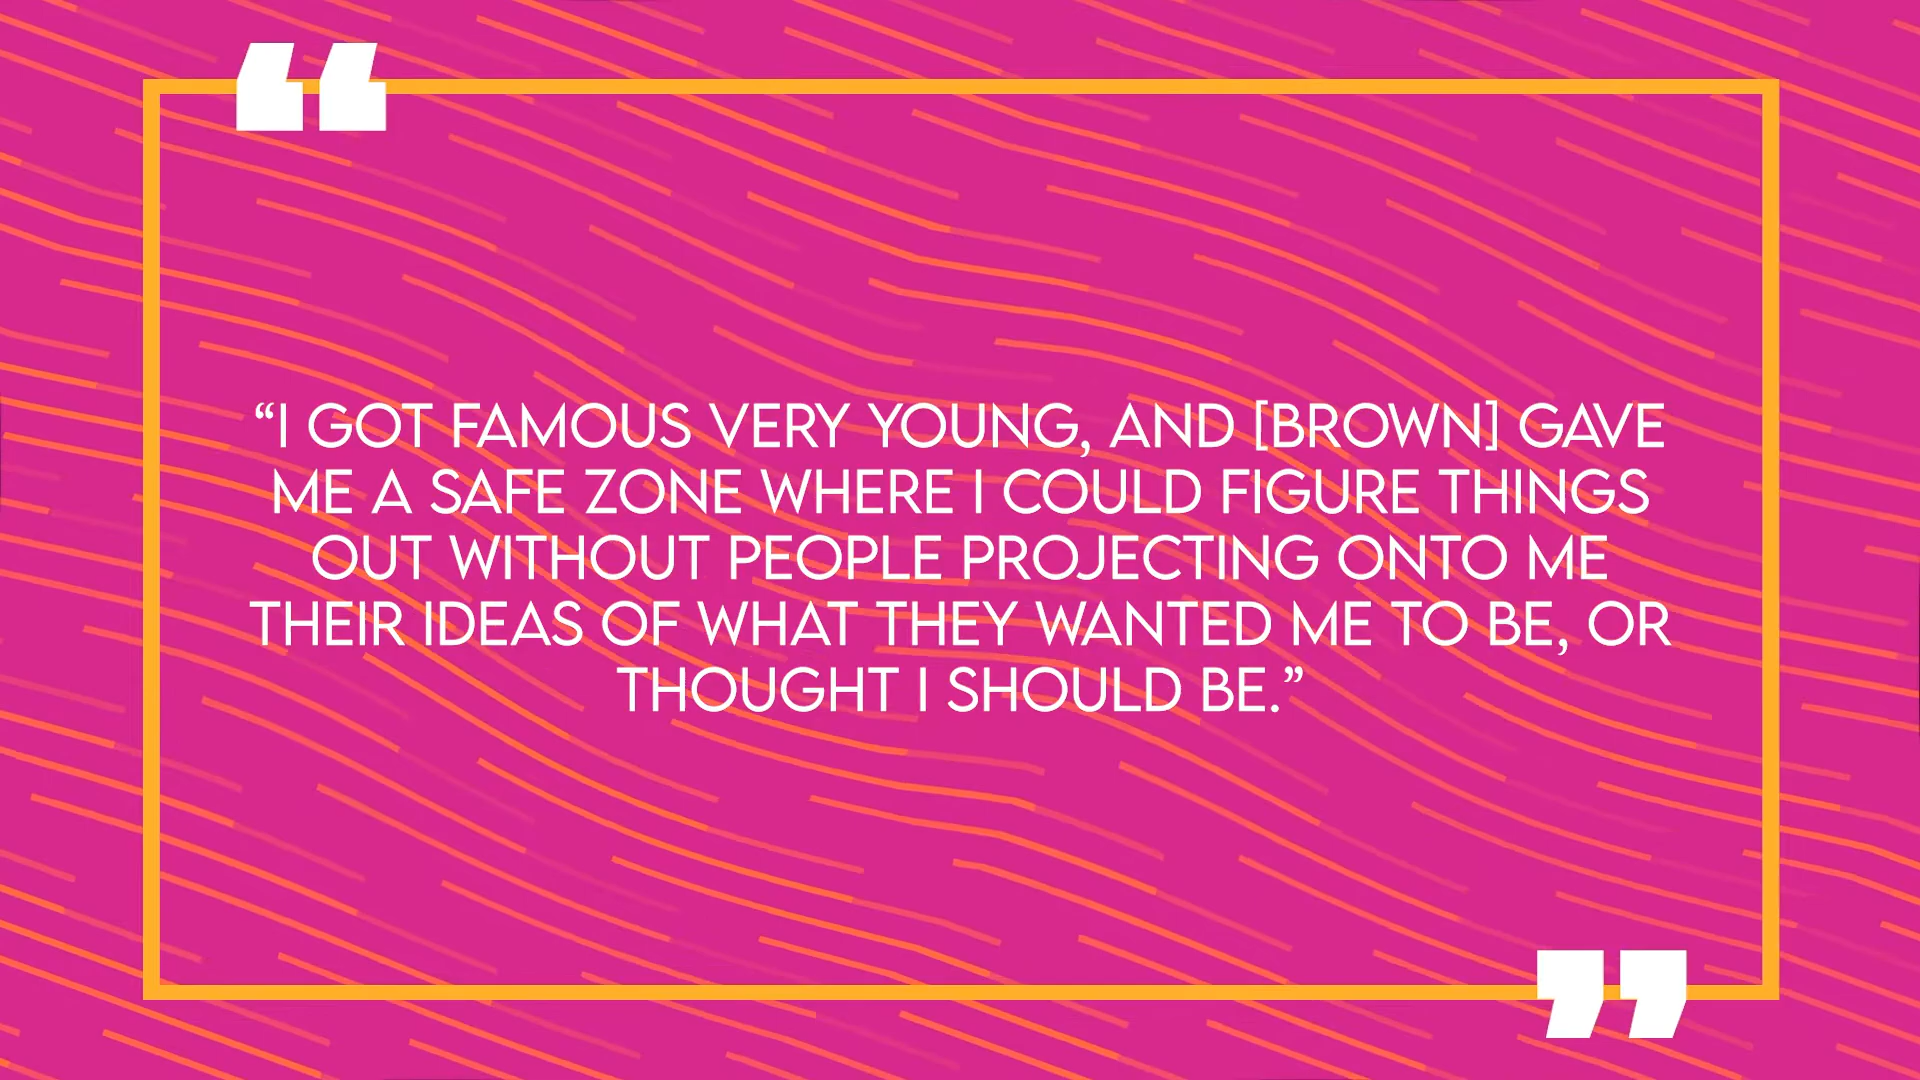 “I GOT FAMOUS VERY YOUNG, AND [BROWN] GAVE
ME A SAFE ZONE WHERE I COULD FIGURE THINGS
OUT WITHOUT PEOPLE PROJECTING ONTO ME
THEIR IDEAS OF WHAT THEY WANTED ME TO BE, OR
THOUGHT I SHOULD BE.”